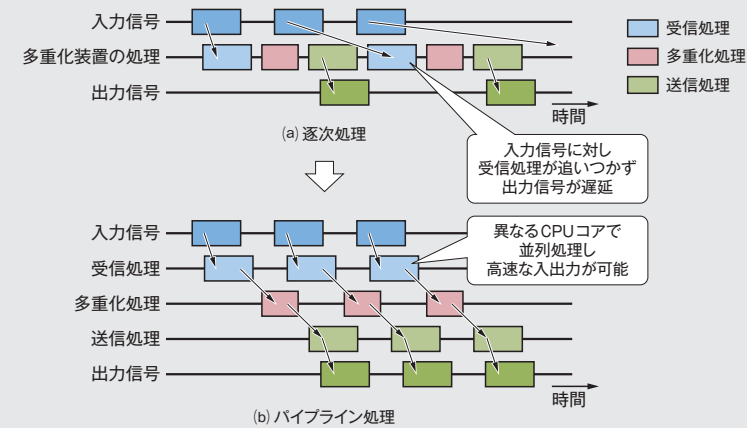 入力信号
多重化装置の処理
出力信号
時間
受信処理
多重化処理
送信処理
(a) 逐次処理
入力信号に対し
受信処理が追いつかず
出力信号が遅延
入力信号
受信処理
多重化処理
送信処理
出力信号
時間
異なるCPUコアで
並列処理し
高速な入出力が可能
(b) パイプライン処理